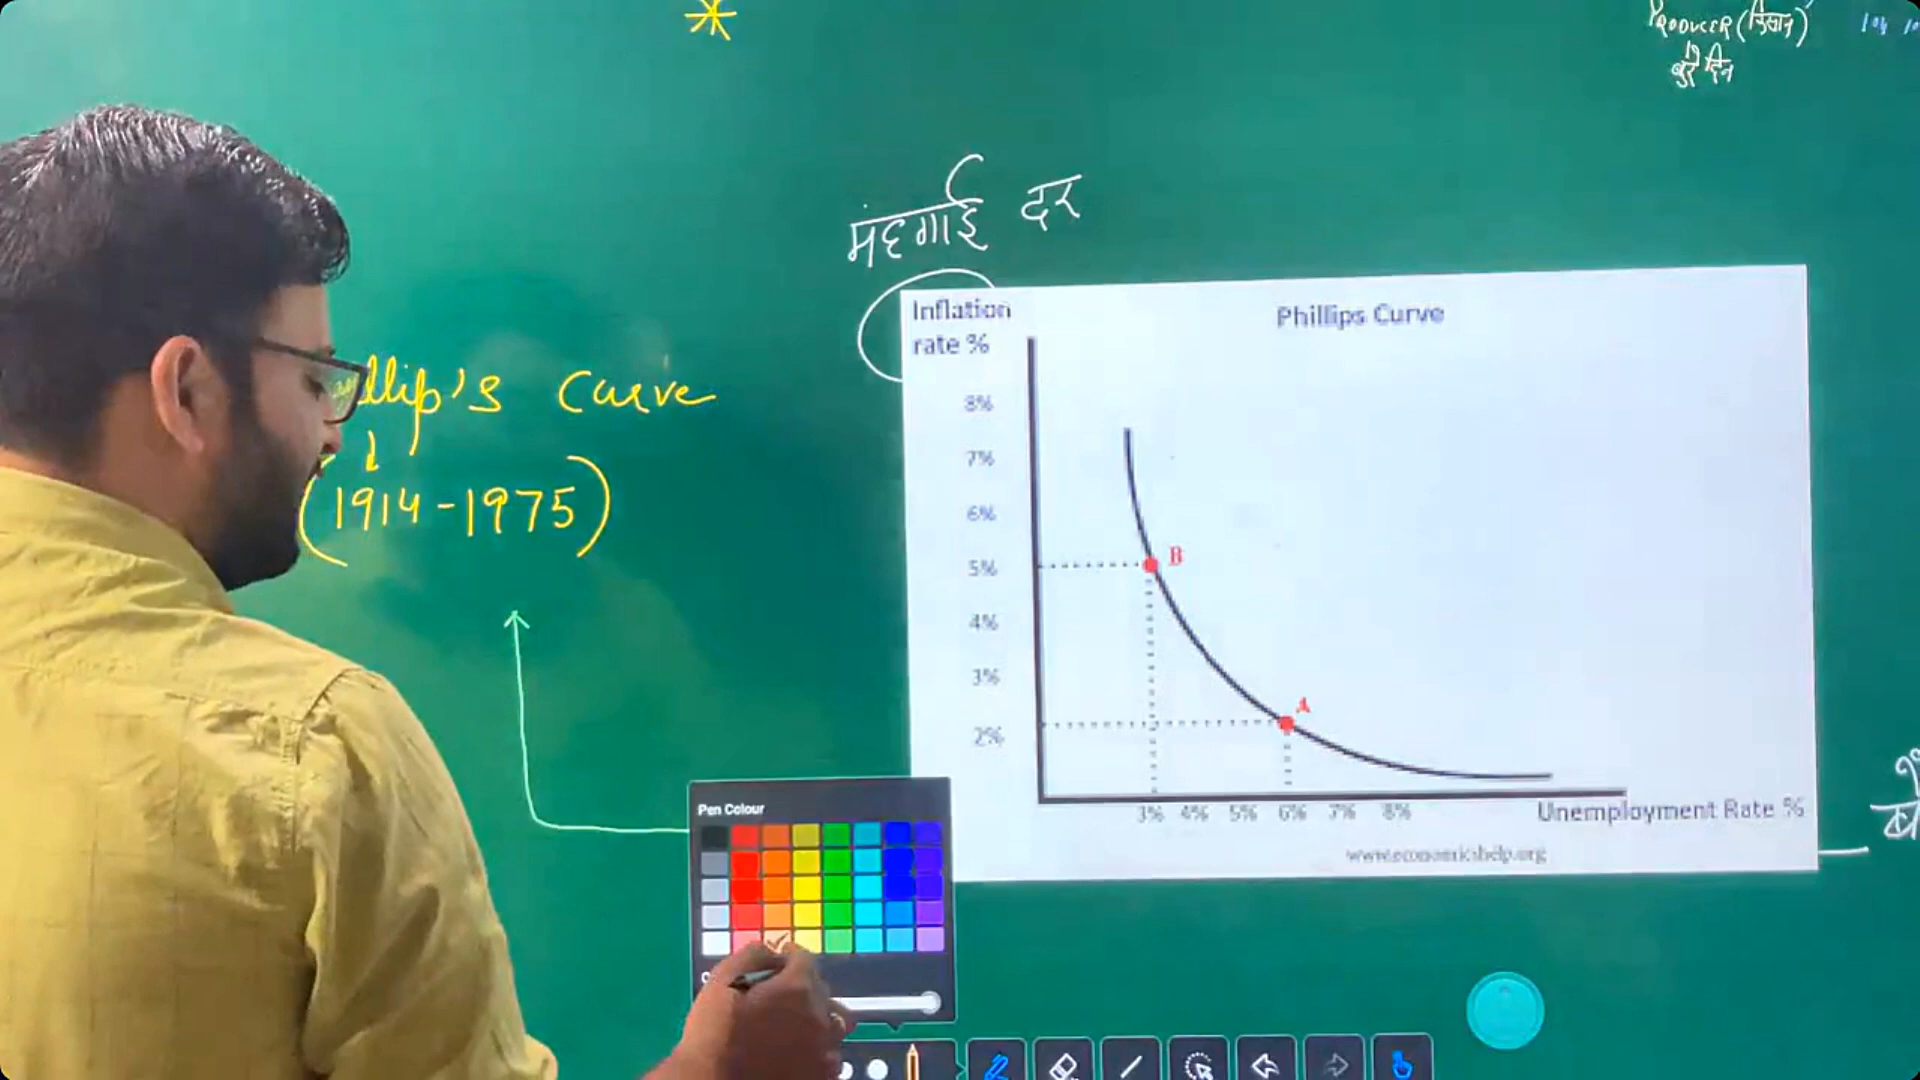 PRODUCER (किसान)
बुरे दिन
मंहगाई दर
Inflation
rate %
Phillips Curve
8%
7%
6%
5%
4%
3%
2%
B
A
3% 4% 5% 6% 7% 8%
Unemployment Rate %
www.economicshelp.org
llip's Curve
(1914-1975)
Pen Colour